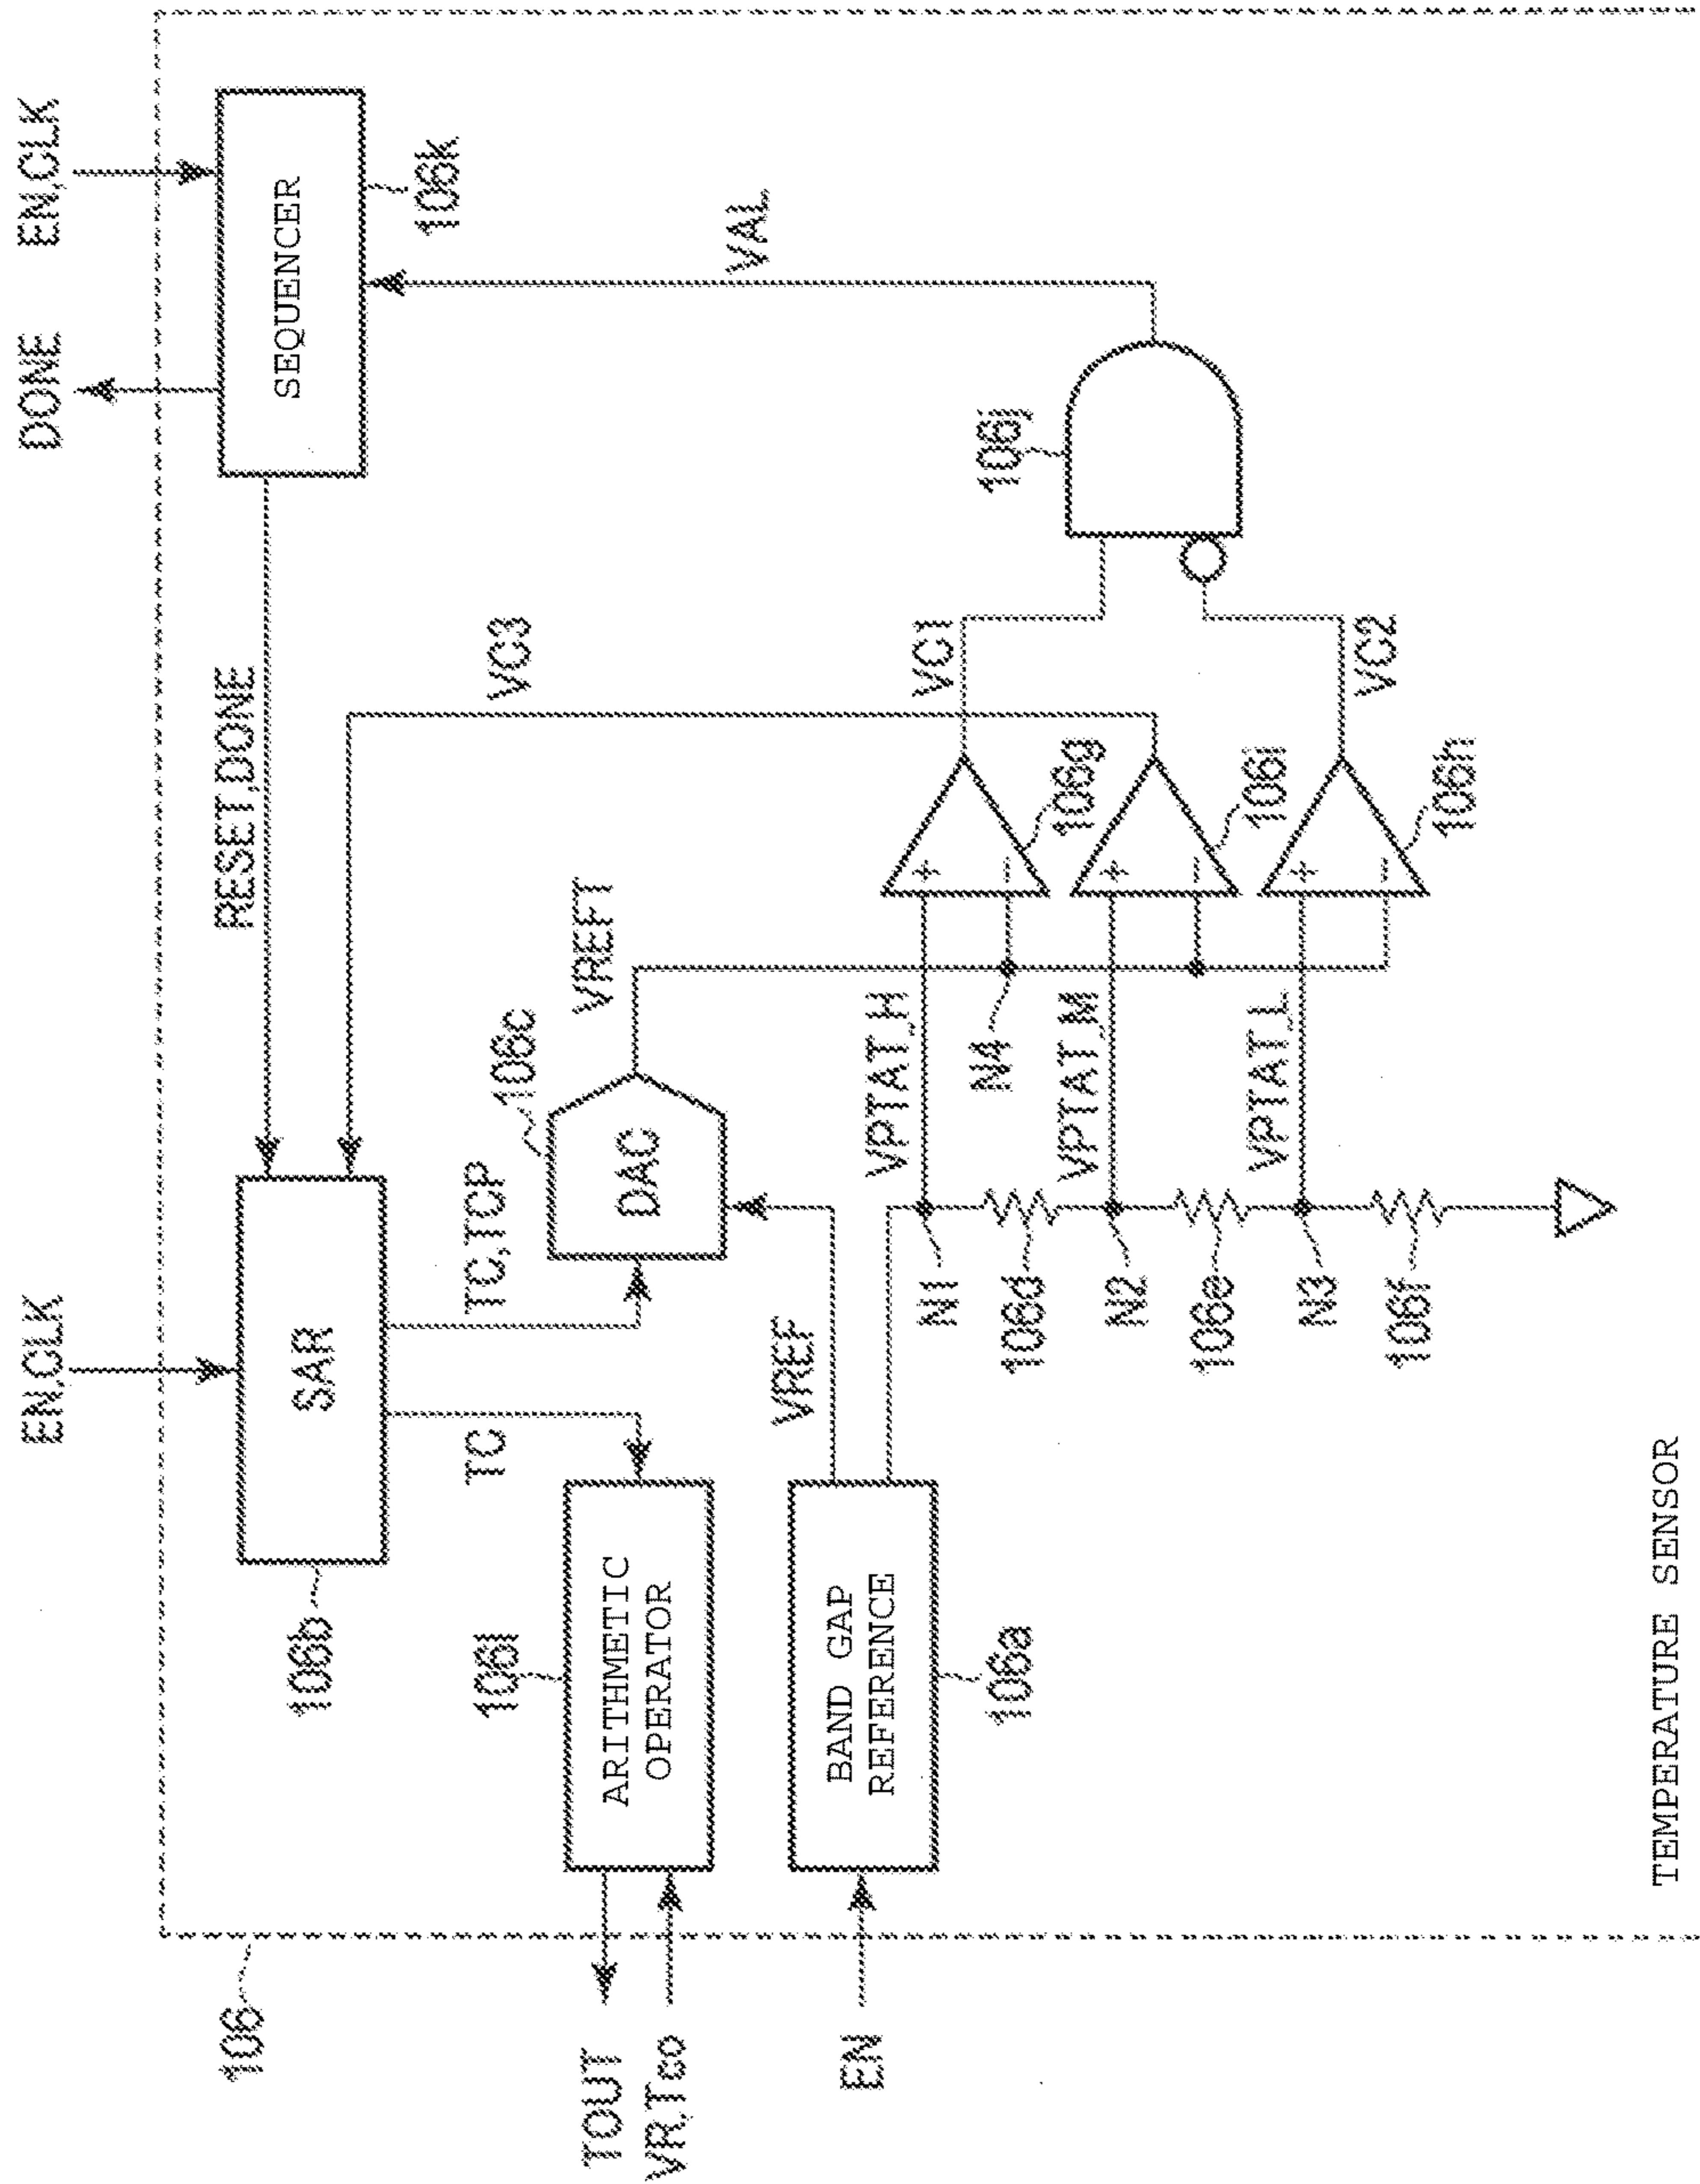 EN,CLK
DONE
EN,CLK
106
RESET,DONE
SAR
106b
SEQUENCER
106k
TC
TC,TCP
VC3
VAL
TOUT
VR,Tco
106l
ARITHMETIC
OPERATOR
106c
DAC
VREFT
VREF
EN
BAND GAP
REFERENCE
106a
N1
VPTAT_H
N4
+
-
106g
VC1
106j
106d
N2
VPTAT_M
+
-
106i
106e
N3
VPTAT_L
+
-
106h
VC2
106f
TEMPERATURE SENSOR